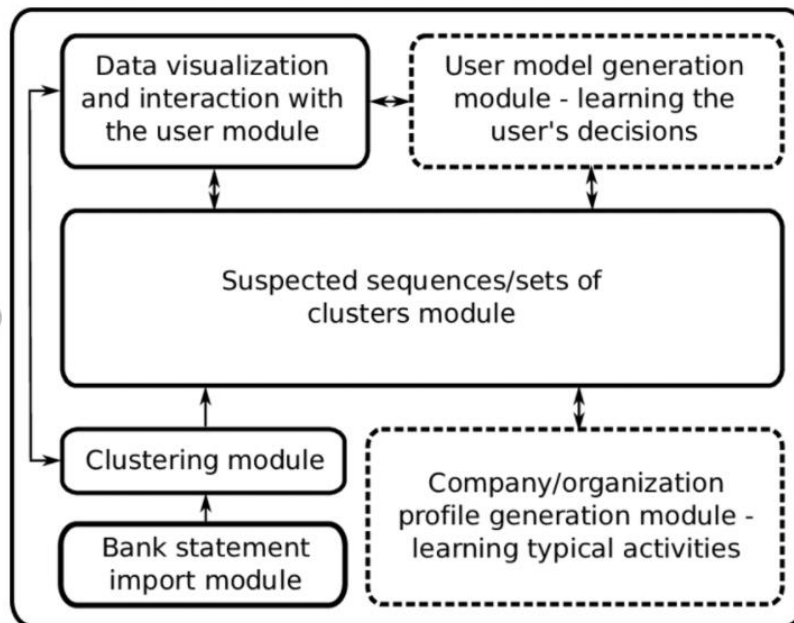 Data visualization
and interaction with
the user module
User model generation
module - learning the
user's decisions
Suspected sequences/sets of
clusters module
Clustering module
Bank statement
import module
Company/organization
profile generation module -
learning typical activities